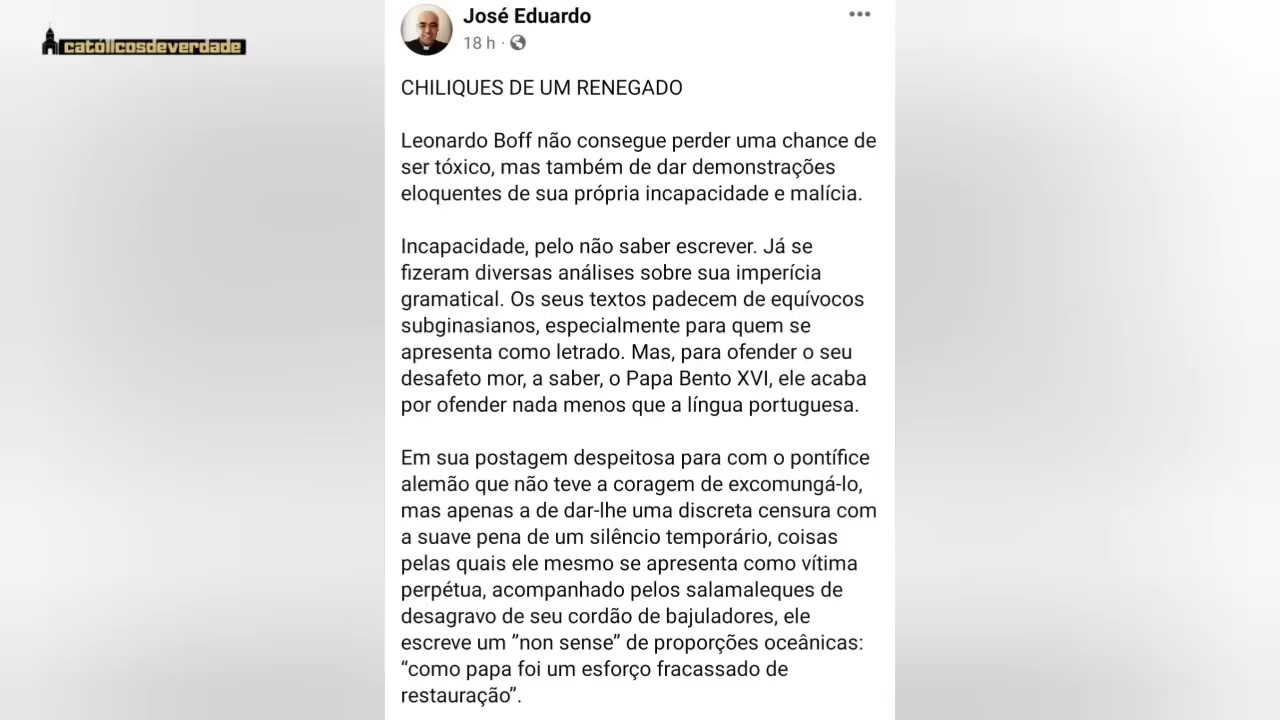 católicosdeverdade
José Eduardo
18 h ·
CHILIQUES DE UM RENEGADO
Leonardo Boff não consegue perder uma chance de
ser tóxico, mas também de dar demonstrações
eloquentes de sua própria incapacidade e malícia.
Incapacidade, pelo não saber escrever. Já se
fizeram diversas análises sobre sua imperícia
gramatical. Os seus textos padecem de equívocos
subginasianos, especialmente para quem se
apresenta como letrado. Mas, para ofender o seu
desafeto mor, a saber, o Papa Bento XVI, ele acaba
por ofender nada menos que a língua portuguesa.
Em sua postagem despeitosa para com o pontífice
alemão que não teve a coragem de excomungá-lo,
mas apenas a de dar-lhe uma discreta censura com
a suave pena de um silêncio temporário, coisas
pelas quais ele mesmo se apresenta como vítima
perpétua, acompanhado pelos salamaleques de
desagravo de seu cordão de bajuladores, ele
escreve um ”non sense” de proporções oceânicas:
“como papa foi um esforço fracassado de
restauração”.